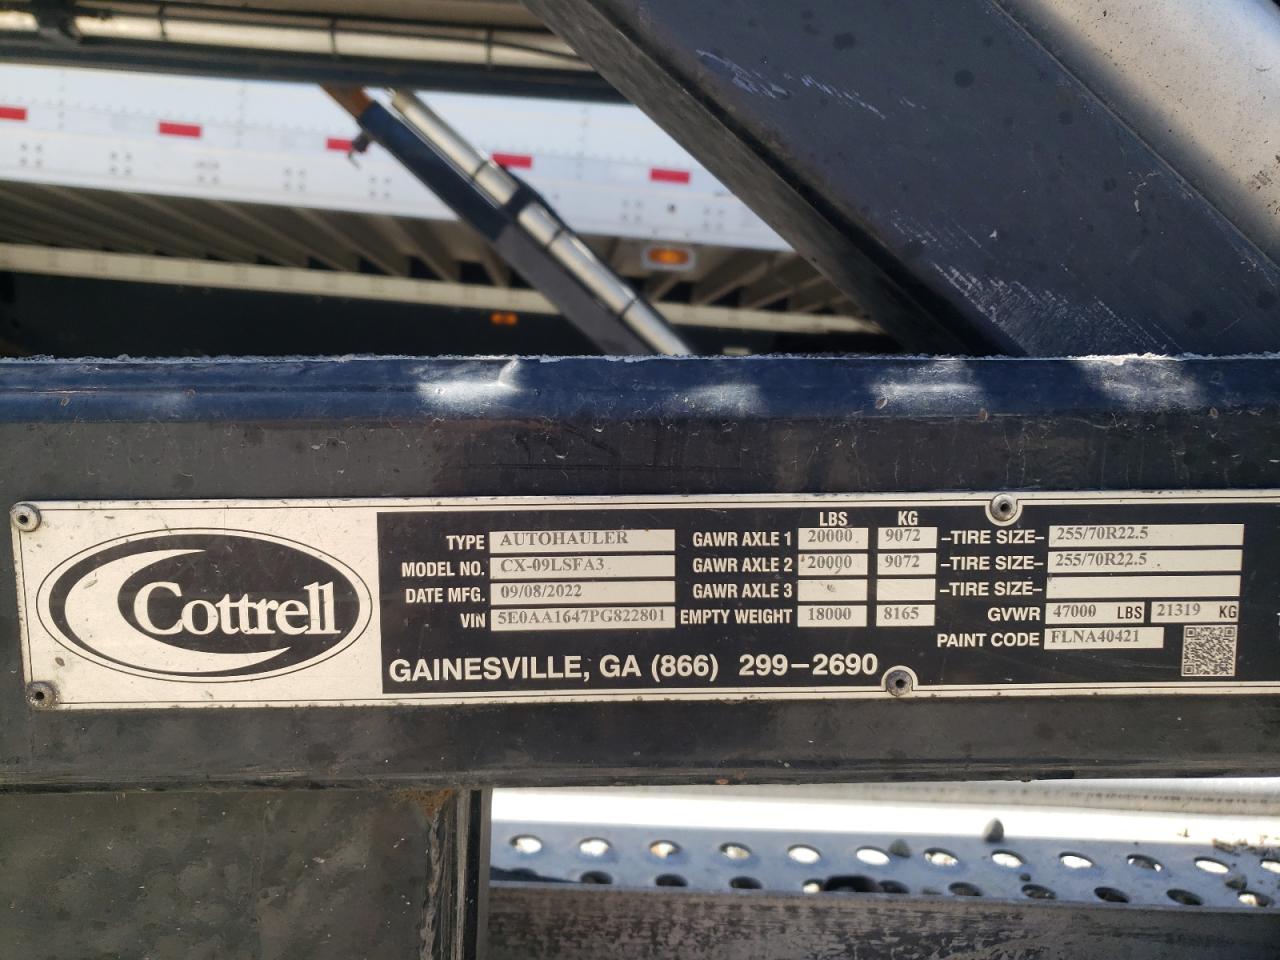 Cottrell
LBS KG
TYPE AUTOHAULER GAWR AXLE 1 20000 9072 -TIRE SIZE- 255/70R22.5
MODEL NO. CX-09LSFA3 GAWR AXLE 2 20000 9072 -TIRE SIZE- 255/70R22.5
DATE MFG. 09/08/2022 GAWR AXLE 3 -TIRE SIZE-
VIN 5E0AA1647PG822801 EMPTY WEIGHT 18000 8165 GVWR 47000 LBS 21319 KG
PAINT CODE FLNA40421
GAINESVILLE, GA (866) 299-2690